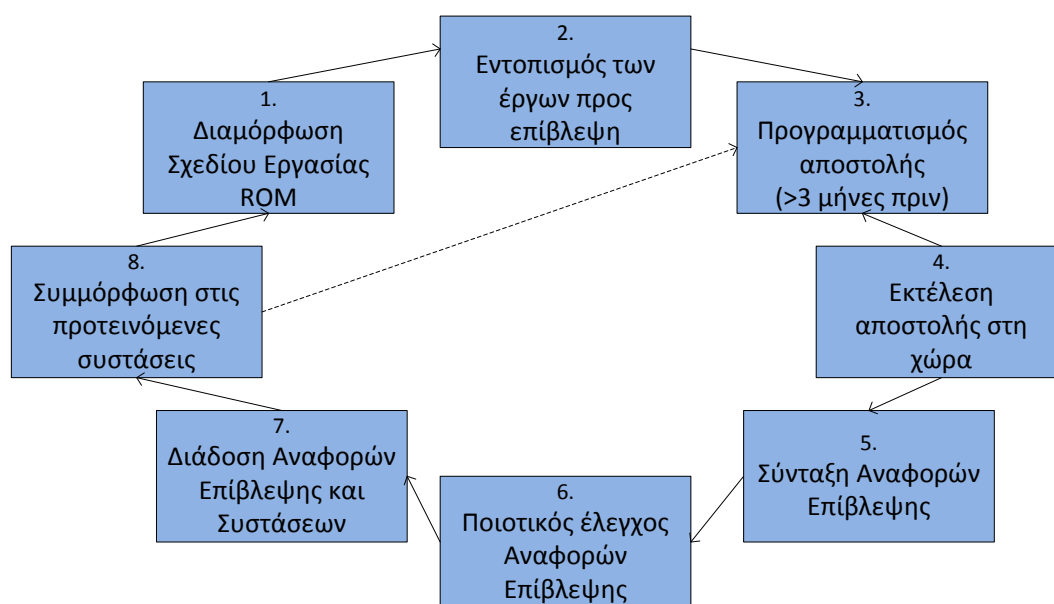 1.
Διαμόρφωση
Σχεδίου Εργασίας
ROM
2.
Εντοπισμός των
έργων προς
επίβλεψη
3.
Προγραμματισμός
αποστολής
(>3 μήνες πριν)
4.
Εκτέλεση
αποστολής στη
χώρα
5.
Σύνταξη Αναφορών
Επίβλεψης
6.
Ποιοτικός έλεγχος
Αναφορών
Επίβλεψης
7.
Διάδοση Αναφορών
Επίβλεψης και
Συστάσεων
8.
Συμμόρφωση στις
προτεινόμενες
συστάσεις